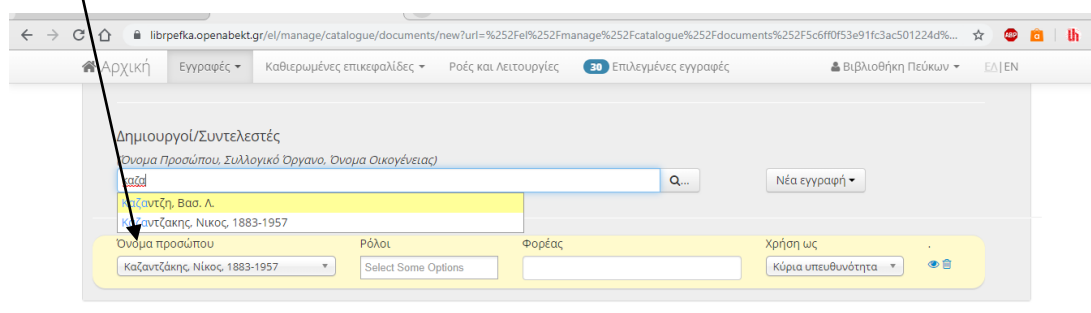 librpefka.openabekt.gr/el/manage/catalogue/documents/new?url=%252Fel%252Fmanage%252Fcatalogue%252Fdocuments%252F5c6ff0f53e91fc3ac501224d%...
Αρχική Εγγραφές Καθιερωμένες επικεφαλίδες Ροές και Λειτουργίες 30 Επιλεγμένες εγγραφές Βιβλιοθήκη Πεύκων ΕΛ|EN
Δημιουργοί/Συντελεστές
(Όνομα Προσώπου, Συλλογικό Όργανο, Όνομα Οικογένειας)
καζα ... Νέα εγγραφή
Καζαντζη, Βασ. Λ.
Καζαντζακης, Νικος, 1883-1957
Όνομα προσώπου Ρόλοι Φορέας Χρήση ως .
Καζαντζάκης, Νίκος, 1883-1957 Select Some Options Κύρια υπευθυνότητα